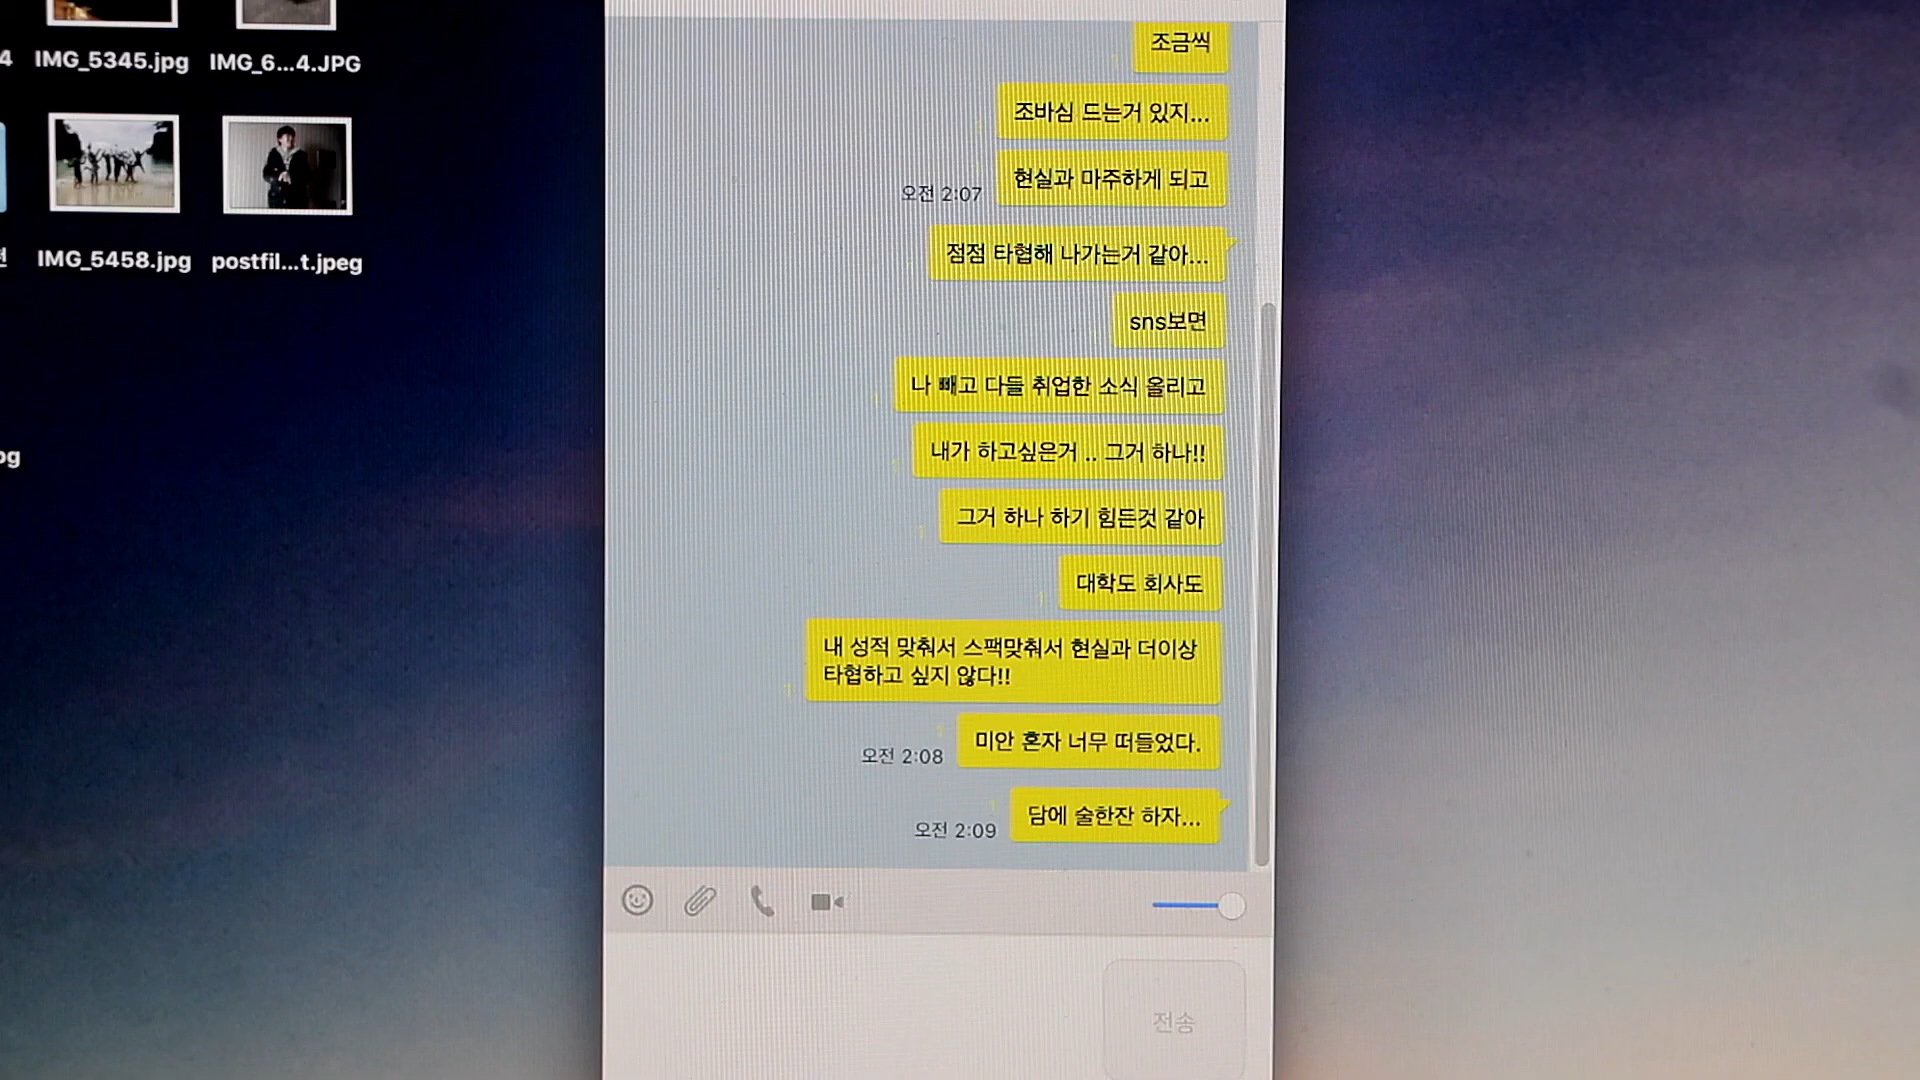 4
IMG_5345.jpg
IMG_6...4.JPG
IMG_5458.jpg
postfil...t.jpeg
pg
조금씩
조바심 드는거 있지...
현실과 마주하게 되고
오전 2:07
점점 타협해 나가는거 같아...
sns보면
나 빼고 다들 취업한 소식 올리고
내가 하고싶은거 .. 그거 하나!!
그거 하나 하기 힘든것 같아
대학도 회사도
내 성적 맞춰서 스팩맞춰서 현실과 더이상
타협하고 싶지 않다!!
미안 혼자 너무 떠들었다.
오전 2:08
담에 술한잔 하자...
오전 2:09
전송